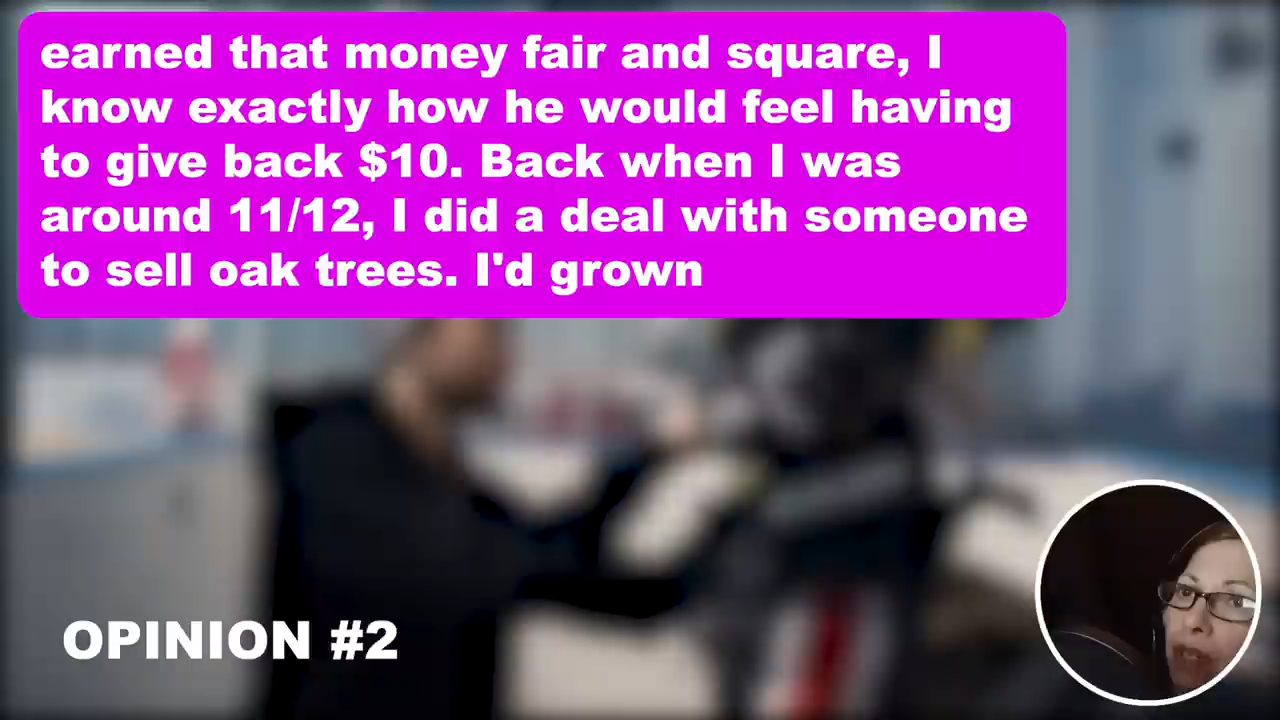 earned that money fair and square, I
know exactly how he would feel having
to give back $10. Back when I was
around 11/12, I did a deal with someone
to sell oak trees. I'd grown
OPINION #2